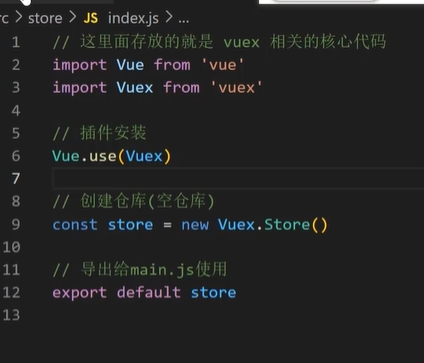 rc > store > JS index.js > ...
1 // 这里面存放的就是 vuex 相关的核心代码
2 import Vue from 'vue'
3 import Vuex from 'vuex'
4
5 // 插件安装
6 Vue.use(Vuex)
7
8 // 创建仓库(空仓库)
9 const store = new Vuex.Store()
10
11 // 导出给main.js使用
12 export default store
13